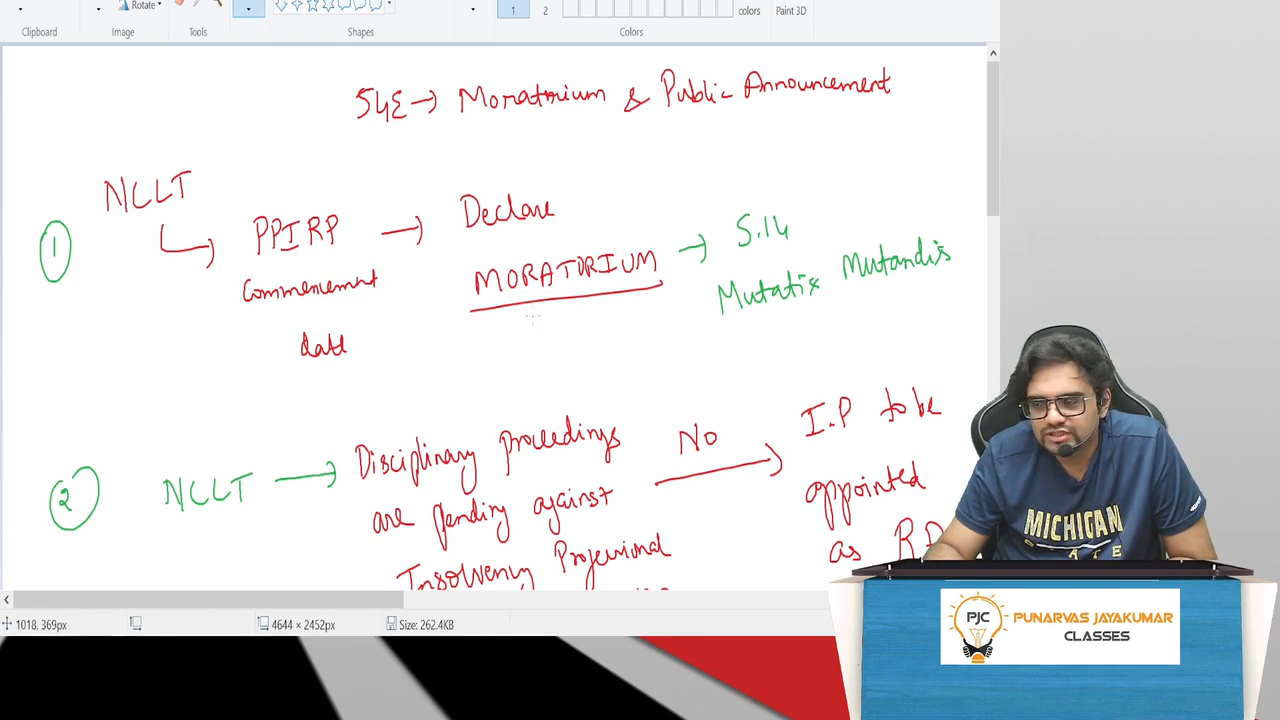 Rotate
1
2
colors
Paint 3D
Clipboard
Image
Tools
Shapes
Colors
54E → Moratorium & Public Announcement
1
NCLT
PPIRP → Declare
Commencement
date
MORATORIUM → S.14
Mutatix Mutandis
2
NCLT → Disciplinary proceedings
are pending against
Insolvency Professional
No
I.P to be
appointed
as
1018, 369px
4644 × 2452px
Size: 262.4KB
MICHIGAN
PJC
PUNARVAS JAYAKUMAR
CLASSES